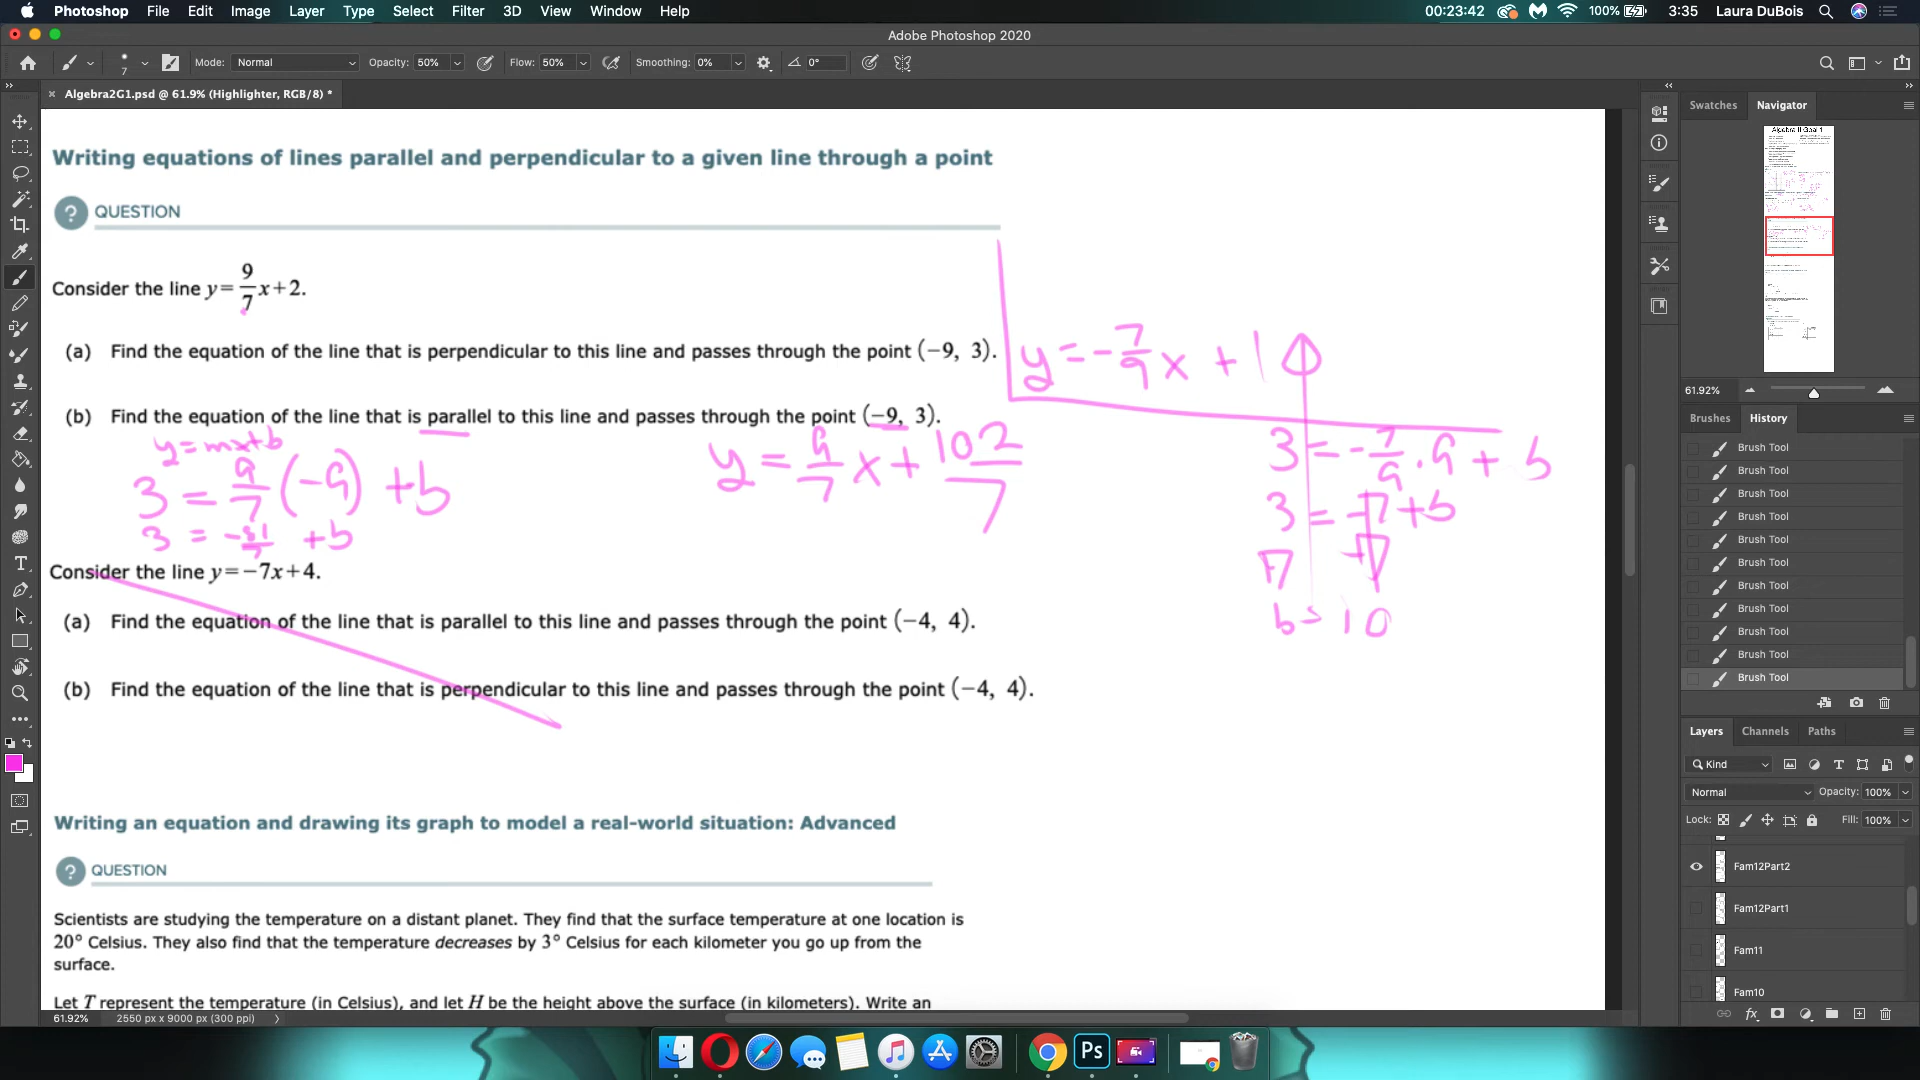 Photoshop File Edit Image Layer Type Select Filter 3D View Window Help 00:23:42 100% 3:35 Laura DuBois
Adobe Photoshop 2020
7 Mode: Normal Opacity: 50% Flow: 50% Smoothing: 0% 0°
Algebra2G1.psd @ 61.9% (Highlighter, RGB/8) *
Writing equations of lines parallel and perpendicular to a given line through a point
? QUESTION
Consider the line y=9/7 x+2.
(a) Find the equation of the line that is perpendicular to this line and passes through the point (−9, 3).
y = -7/9 x + 10
(b) Find the equation of the line that is parallel to this line and passes through the point (−9, 3).
y = mx+b
3 = 9/7 (-9) +b
3 = -81/7 +b
y = 9/7 x + 102/7
3 = -7/9 . 9 + b
3 = -7 +b
+7 +7
b = 10
Consider the line y=−7x+4.
(a) Find the equation of the line that is parallel to this line and passes through the point (−4, 4).
(b) Find the equation of the line that is perpendicular to this line and passes through the point (−4, 4).
Writing an equation and drawing its graph to model a real-world situation: Advanced
? QUESTION
Scientists are studying the temperature on a distant planet. They find that the surface temperature at one location is
20° Celsius. They also find that the temperature decreases by 3° Celsius for each kilometer you go up from the
surface.
Let T represent the temperature (in Celsius), and let H be the height above the surface (in kilometers). Write an
61.92% 2550 px x 9000 px (300 ppi)
Swatches Navigator
Algebra II Goal 1
61.92%
Brushes History
Brush Tool
Brush Tool
Brush Tool
Brush Tool
Brush Tool
Brush Tool
Brush Tool
Brush Tool
Brush Tool
Brush Tool
Brush Tool
Layers Channels Paths
Kind
Normal Opacity: 100%
Lock: Fill: 100%
Fam12Part2
Fam12Part1
Fam11
Fam10
fx
Ps